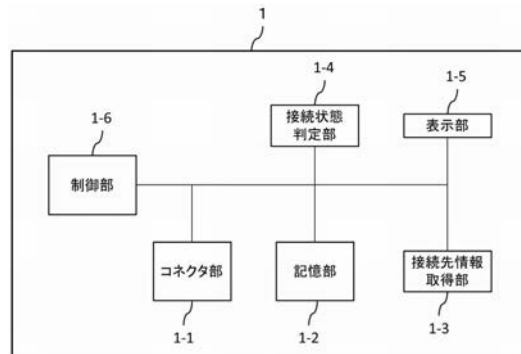 1
1-4
1-5
1-6
接続状態
判定部
表示部
制御部
コネクタ部
記憶部
接続先情報
取得部
1-1
1-2
1-3